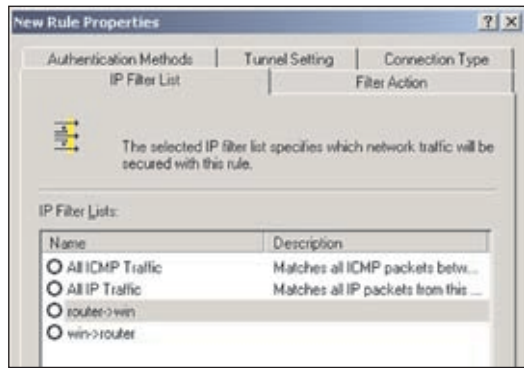 New Rule Properties
Authentication Methods
Tunnel Setting
Connection Type
IP Filter List
Filter Action
The selected IP filter list specifies which network traffic will be
secured with this rule.
IP Filter Lists:
Name
Description
All ICMP Traffic
Matches all ICMP packets betw...
All IP Traffic
Matches all IP packets from this ...
router->win
win->router